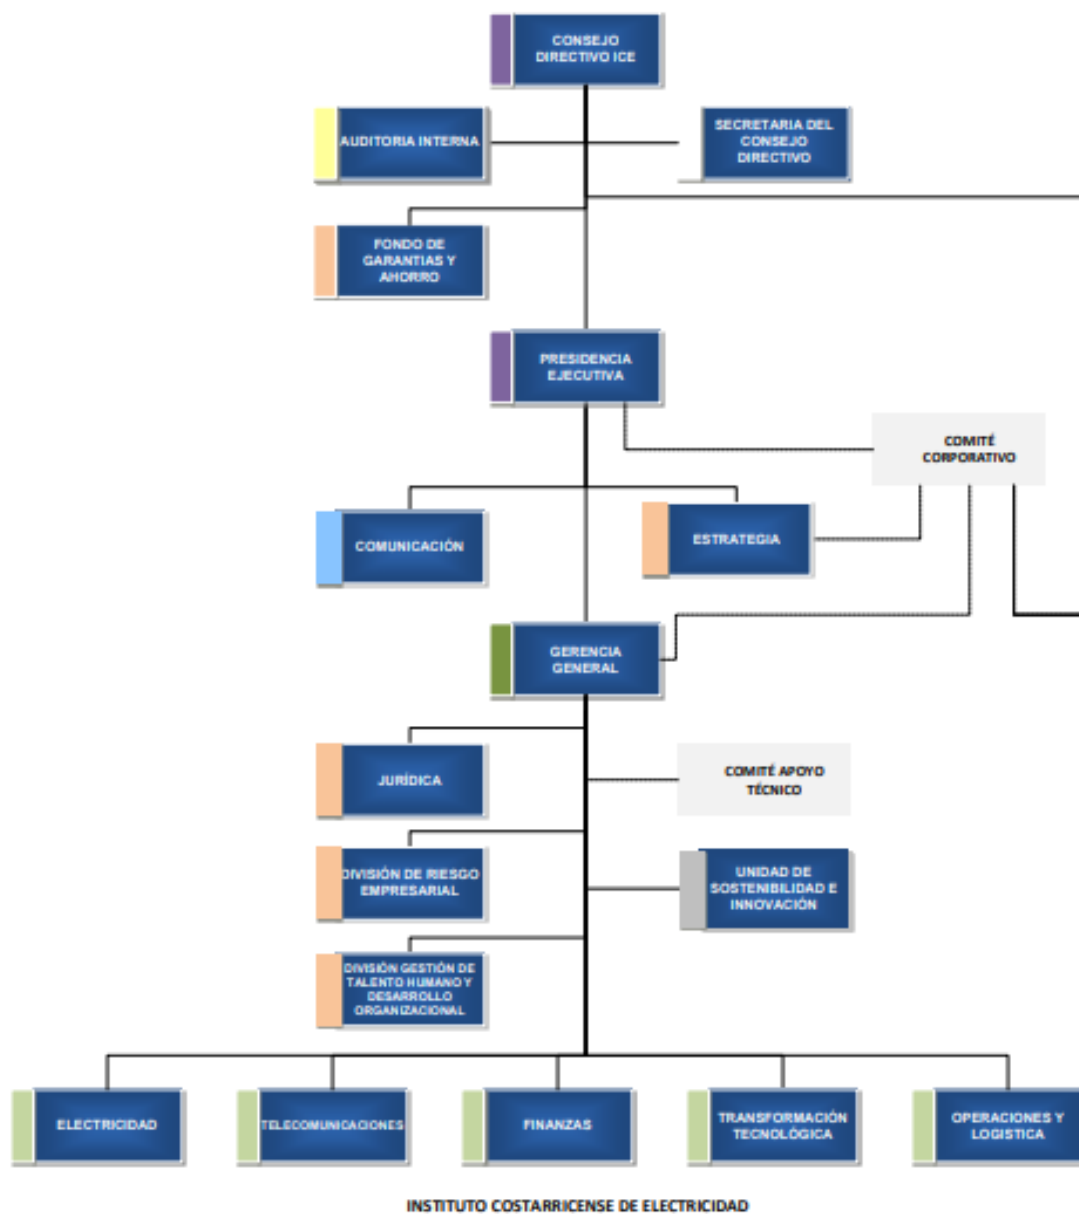 CONSEJO
DIRECTIVO ICE
AUDITORIA INTERNA
SECRETARIA DEL
CONSEJO
DIRECTIVO
FONDO DE
GARANTIAS Y
AHORRO
PRESIDENCIA
EJECUTIVA
COMITÉ
CORPORATIVO
COMUNICACIÓN
ESTRATEGIA
GERENCIA
GENERAL
JURÍDICA
COMITÉ APOYO
TÉCNICO
DIVISIÓN DE RIESGO
EMPRESARIAL
UNIDAD DE
SOSTENIBILIDAD E
INNOVACIÓN
DIVISIÓN GESTIÓN DE
TALENTO HUMANO Y
DESARROLLO
ORGANIZACIONAL
ELECTRICIDAD
TELECOMUNICACIONES
FINANZAS
TRANSFORMACIÓN
TECNOLÓGICA
OPERACIONES Y
LOGISTICA
INSTITUTO COSTARRICENSE DE ELECTRICIDAD